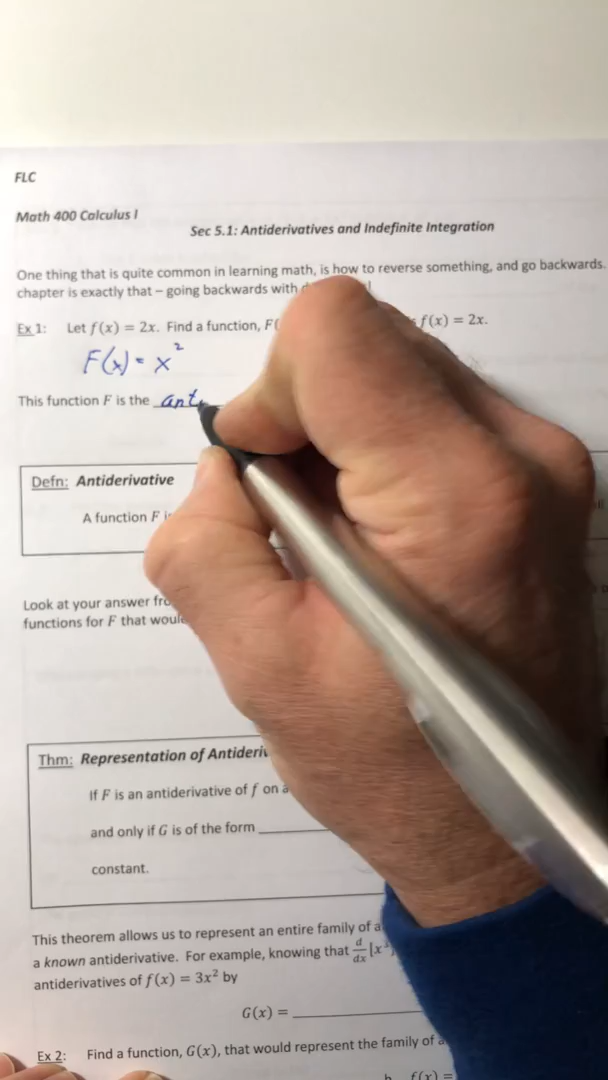 FLC
Math 400 Calculus I
Sec 5.1: Antiderivatives and Indefinite Integration
One thing that is quite common in learning math, is how to reverse something, and go backwards.
chapter is exactly that – going backwards with
Ex 1: Let f(x) = 2x. Find a function, F( f(x) = 2x.
F(x) = x²
This function F is the ant
Defn: Antiderivative
A function F
Look at your answer
functions for F that
Thm: Representation of
If F is an antiderivative of f on
and only if G is of the form
constant.
This theorem allows us to represent an entire family of
a known antiderivative. For example, knowing that d/dx [x
antiderivatives of f(x) = 3x² by
G(x) =
Ex 2: Find a function, G(x), that would represent the family of
f(x) =